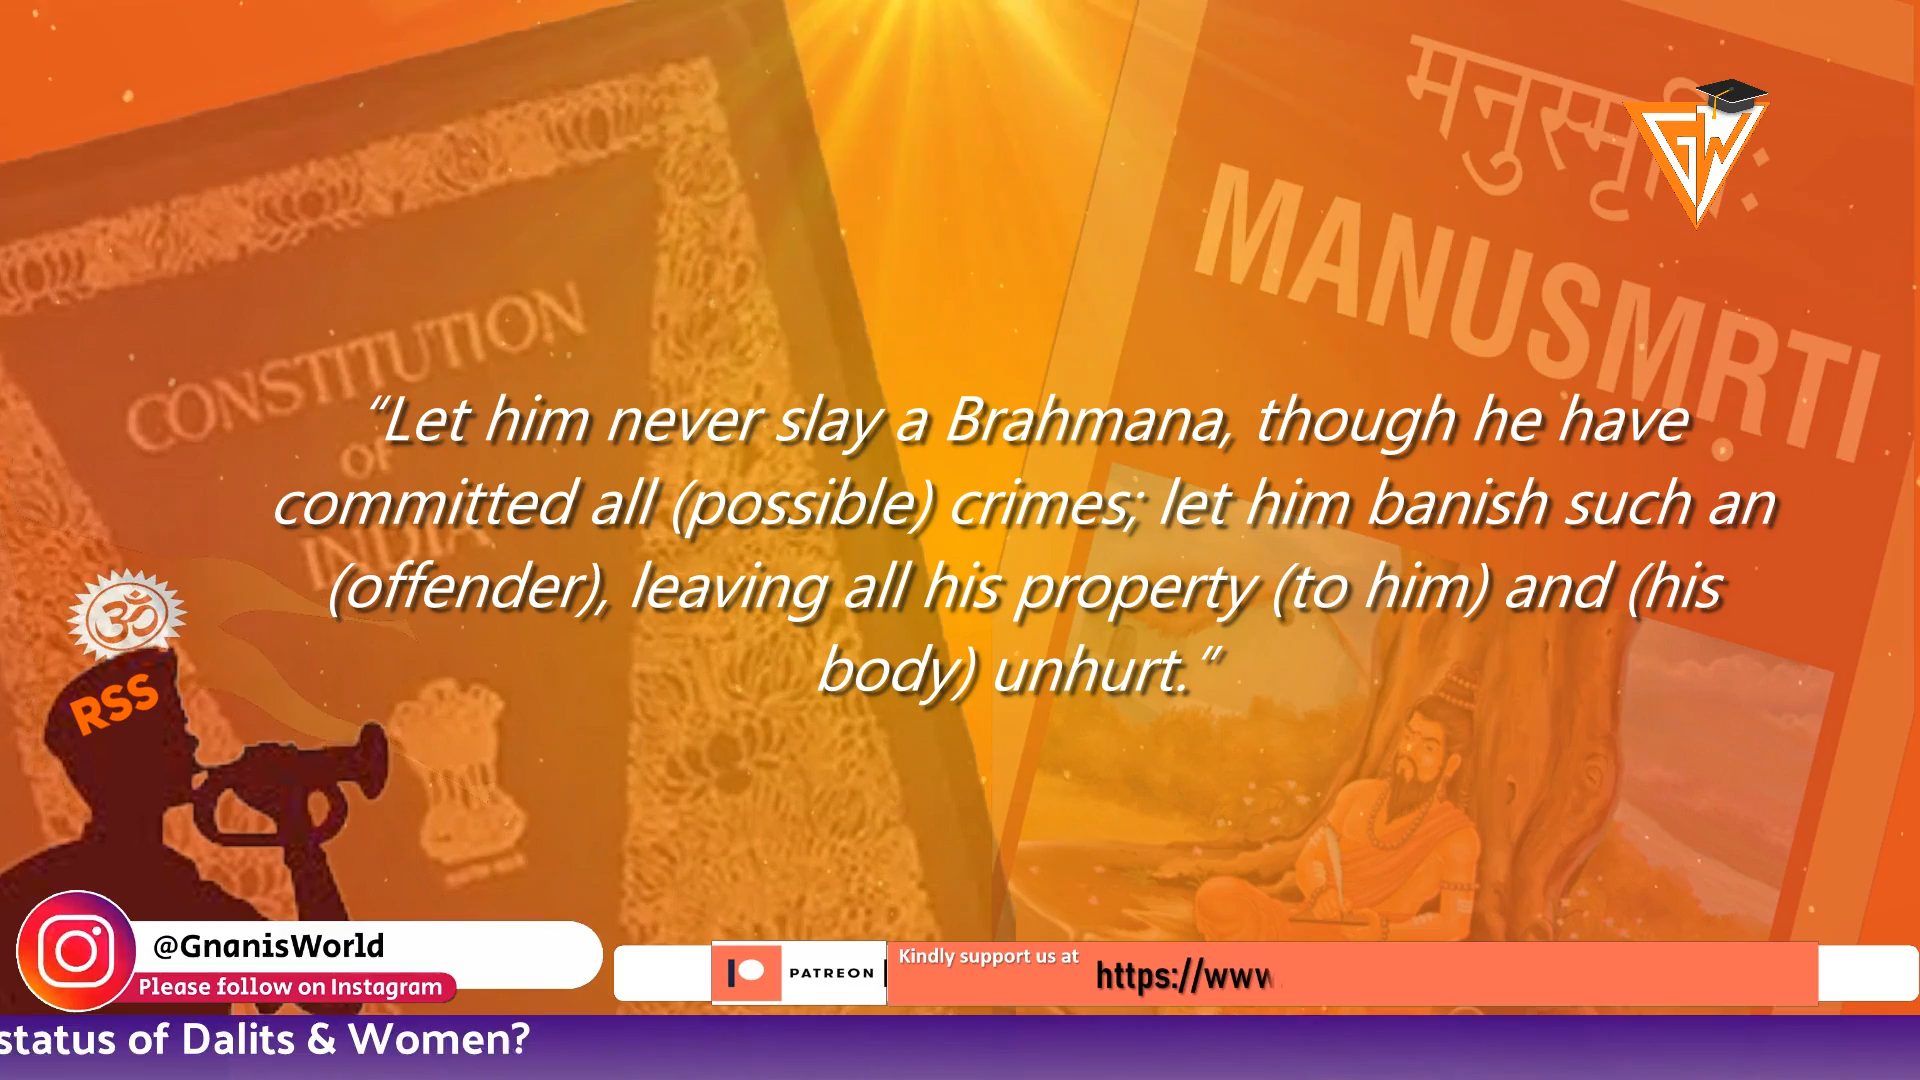 मनुस्मृतिः
MANUSMṚTI
CONSTITUTION
OF
INDIA
“Let him never slay a Brahmana, though he have
committed all (possible) crimes; let him banish such an
(offender), leaving all his property (to him) and (his
body) unhurt.”
GW
ॐ
RSS
@GnanisWorld
Please follow on Instagram
PATREON
Kindly support us at
https://www
status of Dalits & Women?